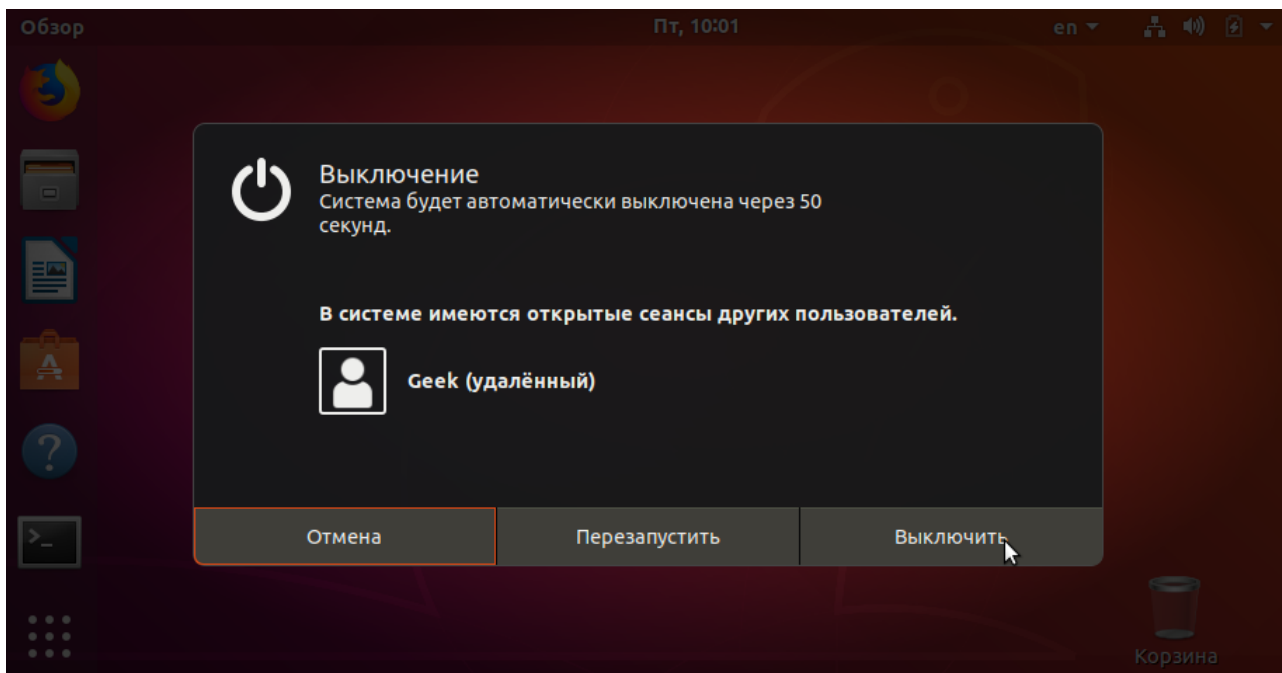 Обзор
Пт, 10:01
en
Выключение
Система будет автоматически выключена через 50
секунд.
В системе имеются открытые сеансы других пользователей.
Geek (удалённый)
Отмена
Перезапустить
Выключить
Корзина